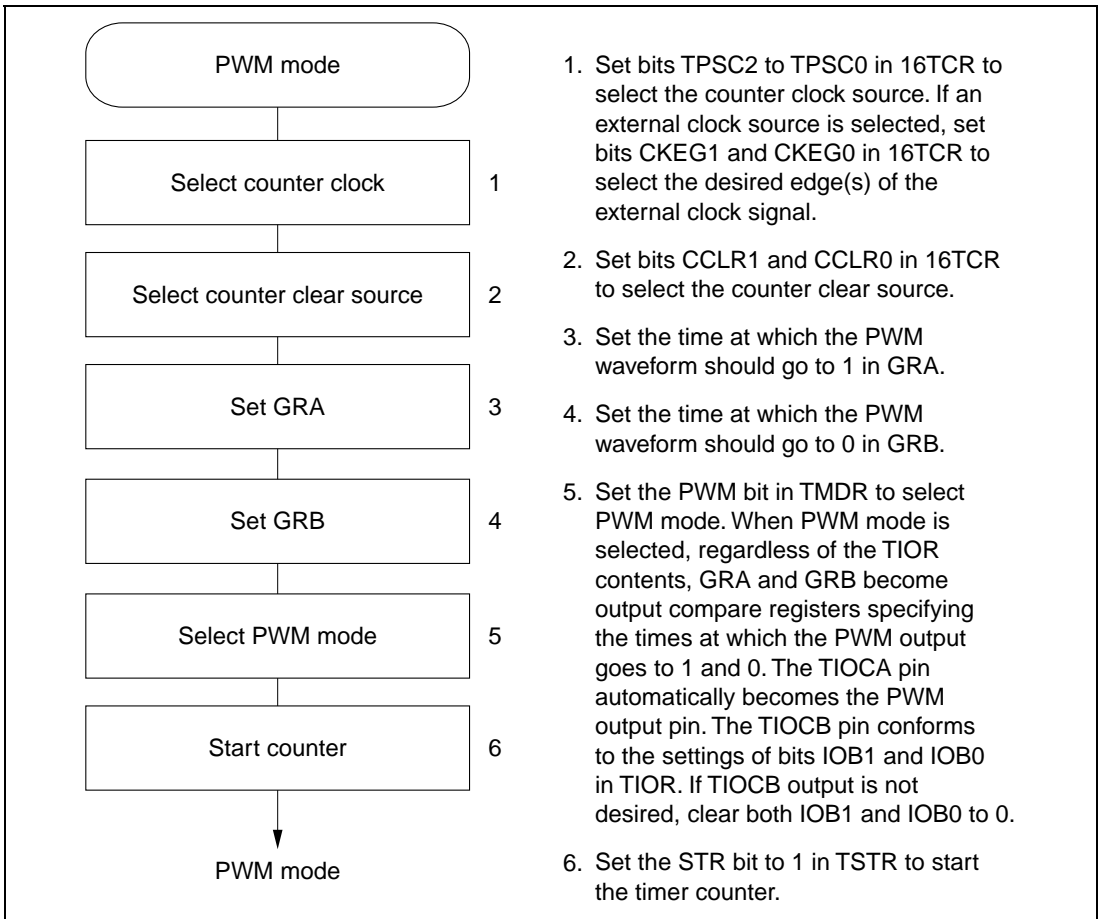 PWM mode
Select counter clock 1
Select counter clear source 2
Set GRA 3
Set GRB 4
Select PWM mode 5
Start counter 6
PWM mode
1. Set bits TPSC2 to TPSC0 in 16TCR to
select the counter clock source. If an
external clock source is selected, set
bits CKEG1 and CKEG0 in 16TCR to
select the desired edge(s) of the
external clock signal.
2. Set bits CCLR1 and CCLR0 in 16TCR
to select the counter clear source.
3. Set the time at which the PWM
waveform should go to 1 in GRA.
4. Set the time at which the PWM
waveform should go to 0 in GRB.
5. Set the PWM bit in TMDR to select
PWM mode. When PWM mode is
selected, regardless of the TIOR
contents, GRA and GRB become
output compare registers specifying
the times at which the PWM output
goes to 1 and 0. The TIOCA pin
automatically becomes the PWM
output pin. The TIOCB pin conforms
to the settings of bits IOB1 and IOB0
in TIOR. If TIOCB output is not
desired, clear both IOB1 and IOB0 to 0.
6. Set the STR bit to 1 in TSTR to start
the timer counter.